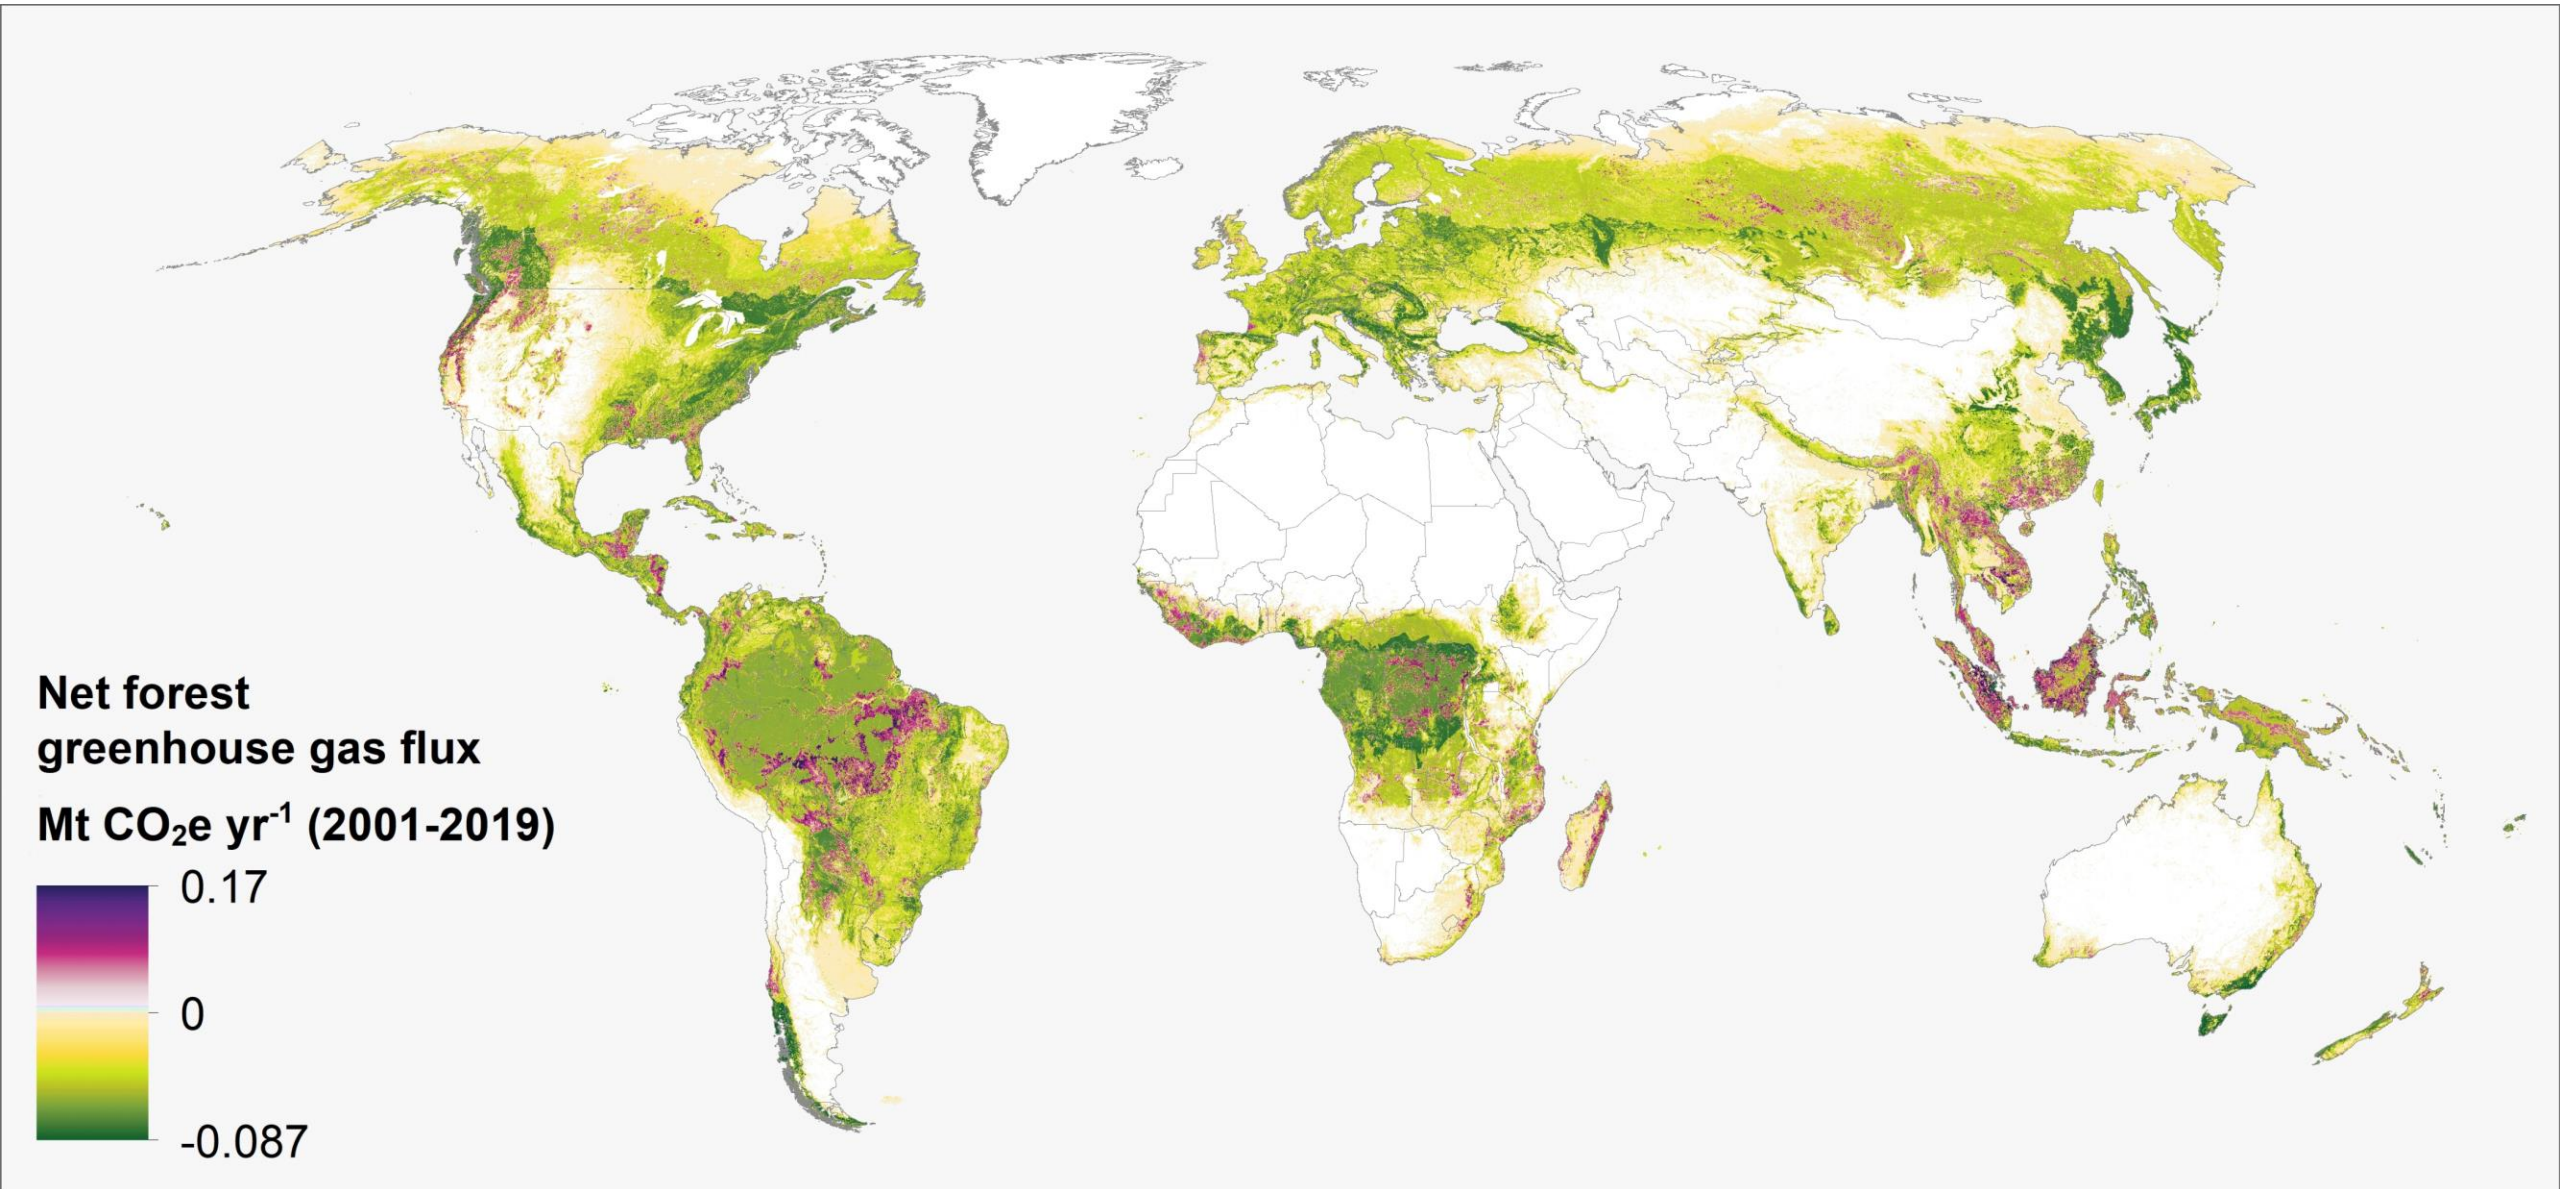 Net forest
greenhouse gas flux
Mt CO₂e yr⁻¹ (2001-2019)
0.17
0
-0.087